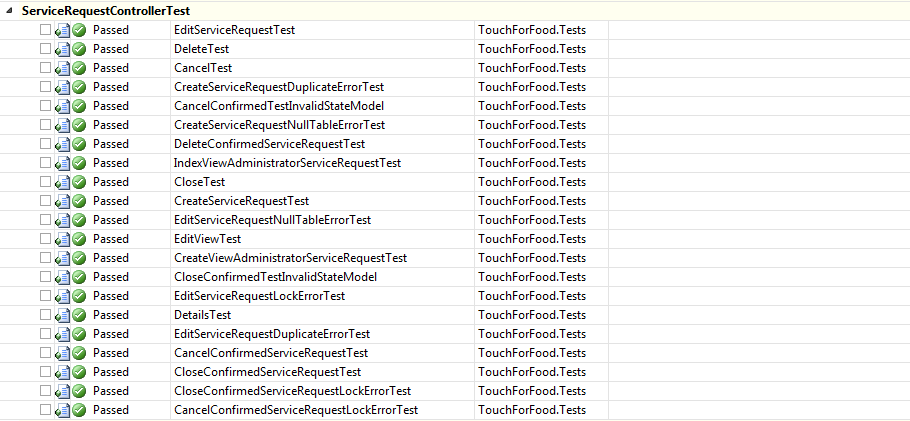 ServiceRequestControllerTest
Passed EditServiceRequestTest TouchForFood.Tests
Passed DeleteTest TouchForFood.Tests
Passed CancelTest TouchForFood.Tests
Passed CreateServiceRequestDuplicateErrorTest TouchForFood.Tests
Passed CancelConfirmedTestInvalidStateModel TouchForFood.Tests
Passed CreateServiceRequestNullTableErrorTest TouchForFood.Tests
Passed DeleteConfirmedServiceRequestTest TouchForFood.Tests
Passed IndexViewAdministratorServiceRequestTest TouchForFood.Tests
Passed CloseTest TouchForFood.Tests
Passed CreateServiceRequestTest TouchForFood.Tests
Passed EditServiceRequestNullTableErrorTest TouchForFood.Tests
Passed EditViewTest TouchForFood.Tests
Passed CreateViewAdministratorServiceRequestTest TouchForFood.Tests
Passed CloseConfirmedTestInvalidStateModel TouchForFood.Tests
Passed EditServiceRequestLockErrorTest TouchForFood.Tests
Passed DetailsTest TouchForFood.Tests
Passed EditServiceRequestDuplicateErrorTest TouchForFood.Tests
Passed CancelConfirmedServiceRequestTest TouchForFood.Tests
Passed CloseConfirmedServiceRequestTest TouchForFood.Tests
Passed CloseConfirmedServiceRequestLockErrorTest TouchForFood.Tests
Passed CancelConfirmedServiceRequestLockErrorTest TouchForFood.Tests